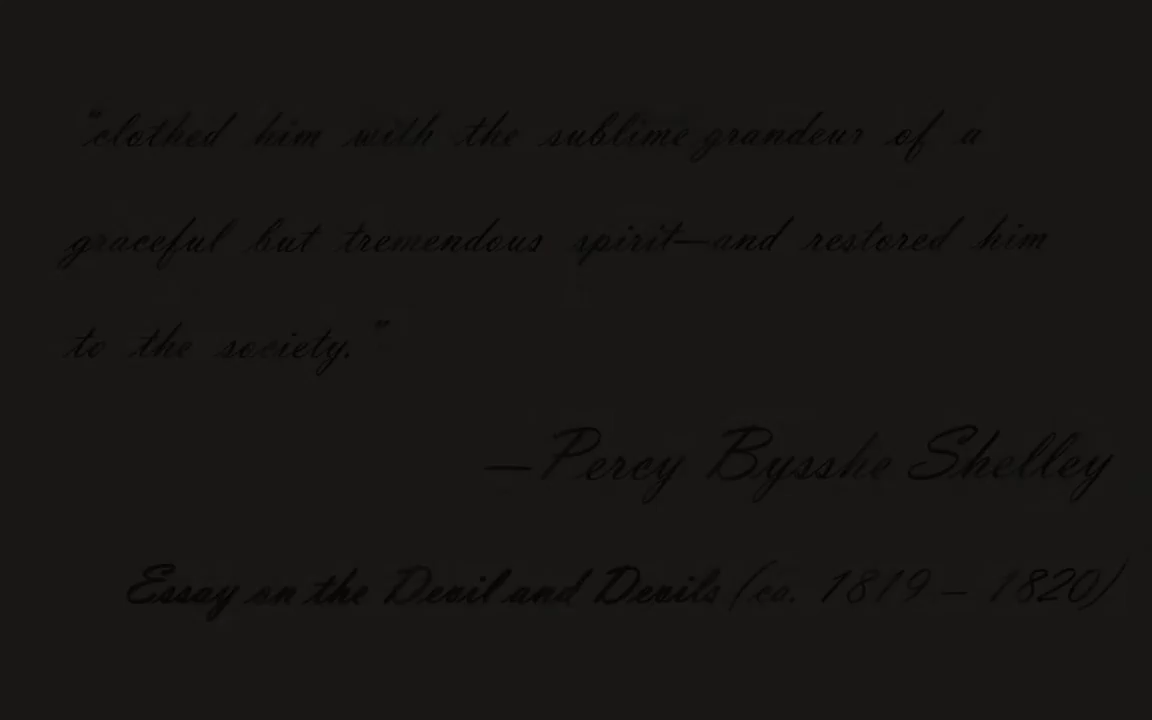 "clothed him with the sublime grandeur of a
graceful but tremendous spirit—and restored him
to the society."
—Percy Bysshe Shelley
Essay on the Devil and Devils (ca. 1819 – 1820)